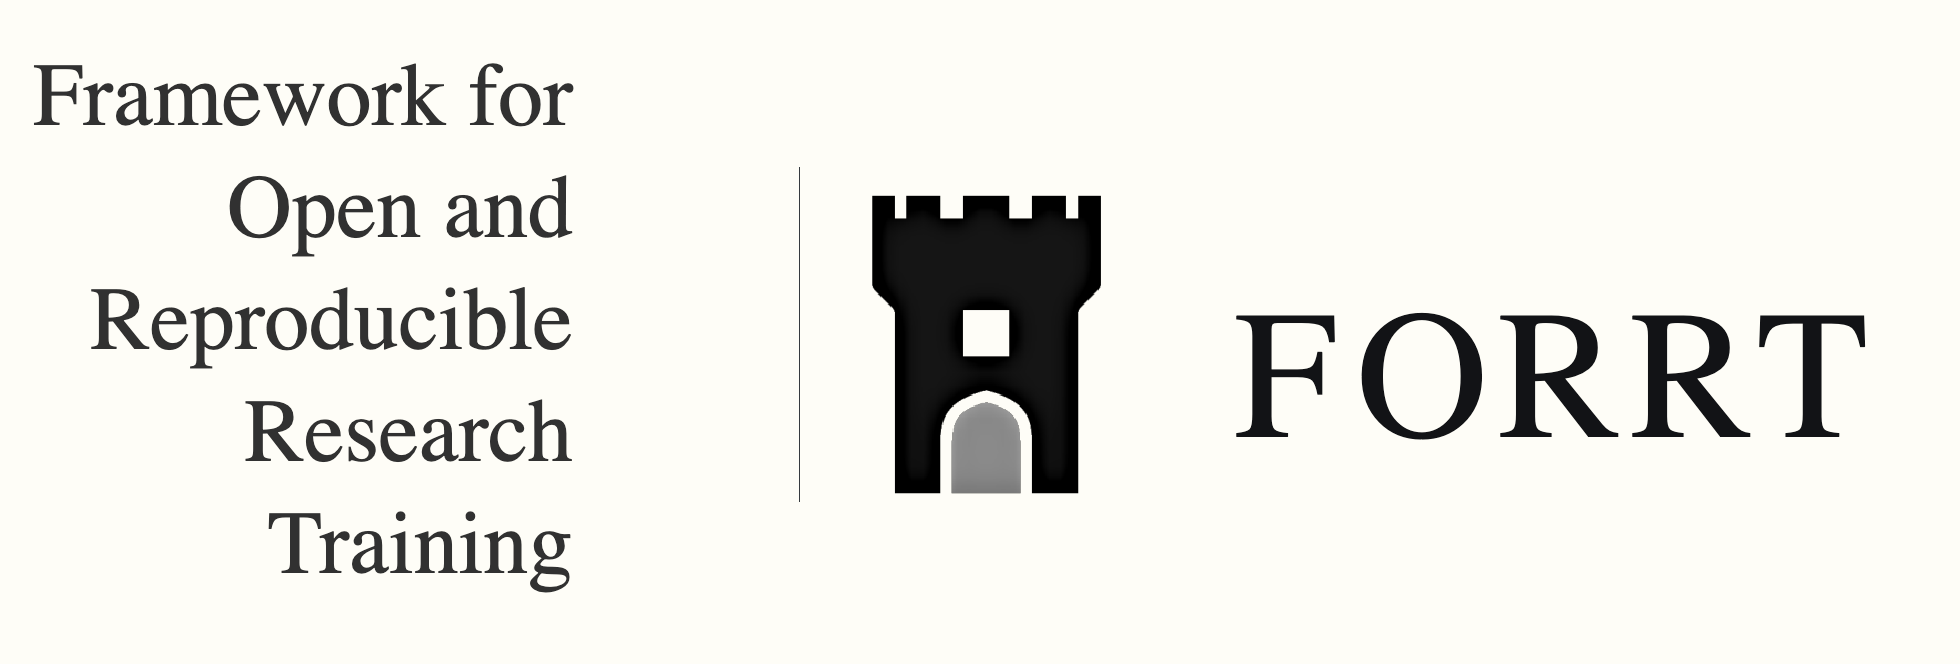 Framework for
Open and
Reproducible
Research
Training
FORRT